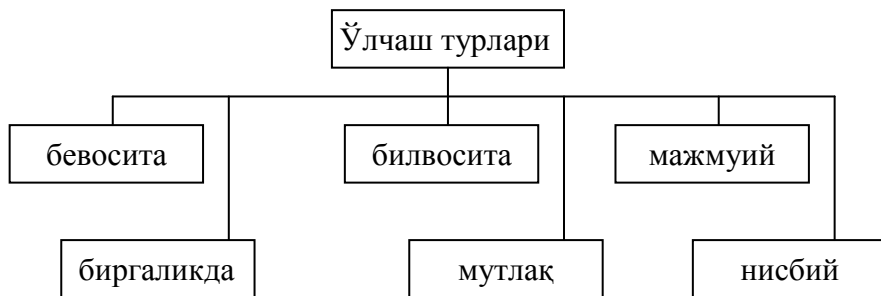 Ўлчаш турлари
бевосита
билвосита
мажмуий
биргаликда
мутлақ
нисбий